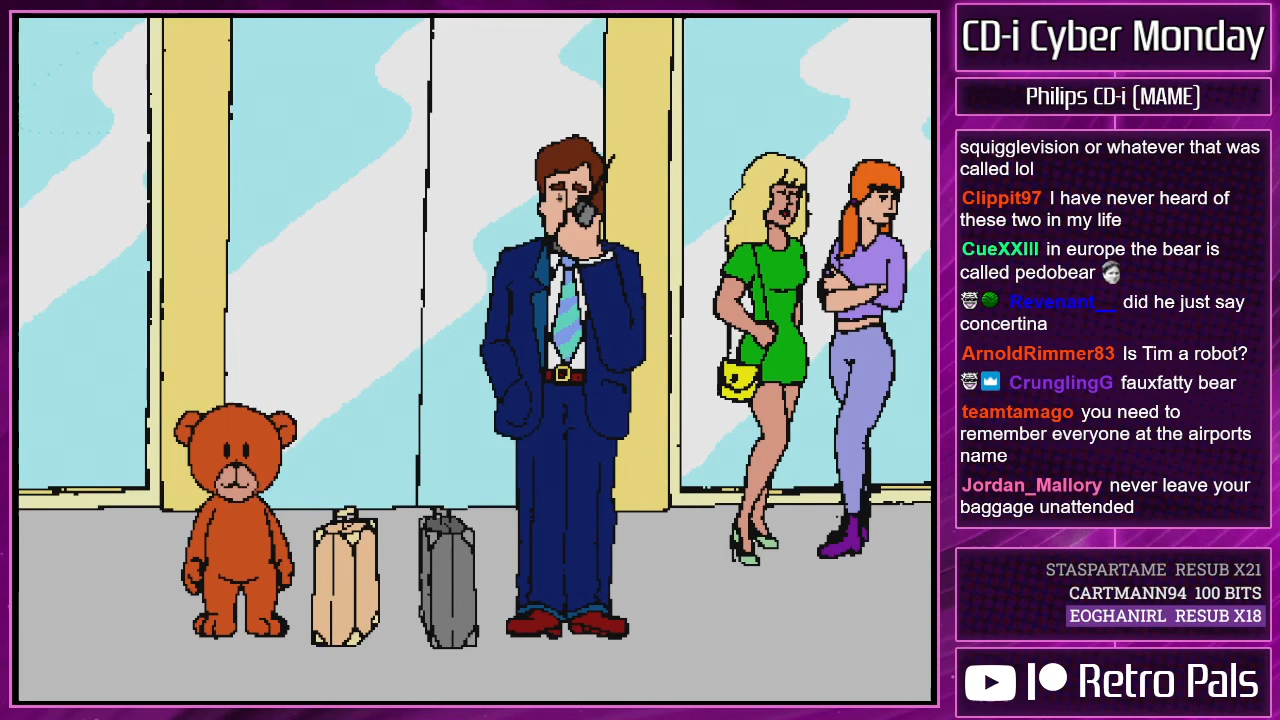 CD-i Cyber Monday
Philips CD-i [MAME]
squigglevision or whatever that was
called lol
Clippit97 I have never heard of
these two in my life
CueXXIII in europe the bear is
called pedobear
Revenant__ did he just say
concertina
ArnoldRimmer83 Is Tim a robot?
CrunglingG fauxfatty bear
teamtamago you need to
remember everyone at the airports
name
Jordan_Mallory never leave your
baggage unattended
STASPARTAME RESUB X21
CARTMANN94 100 BITS
EOGHANIRL RESUB X18
Retro Pals